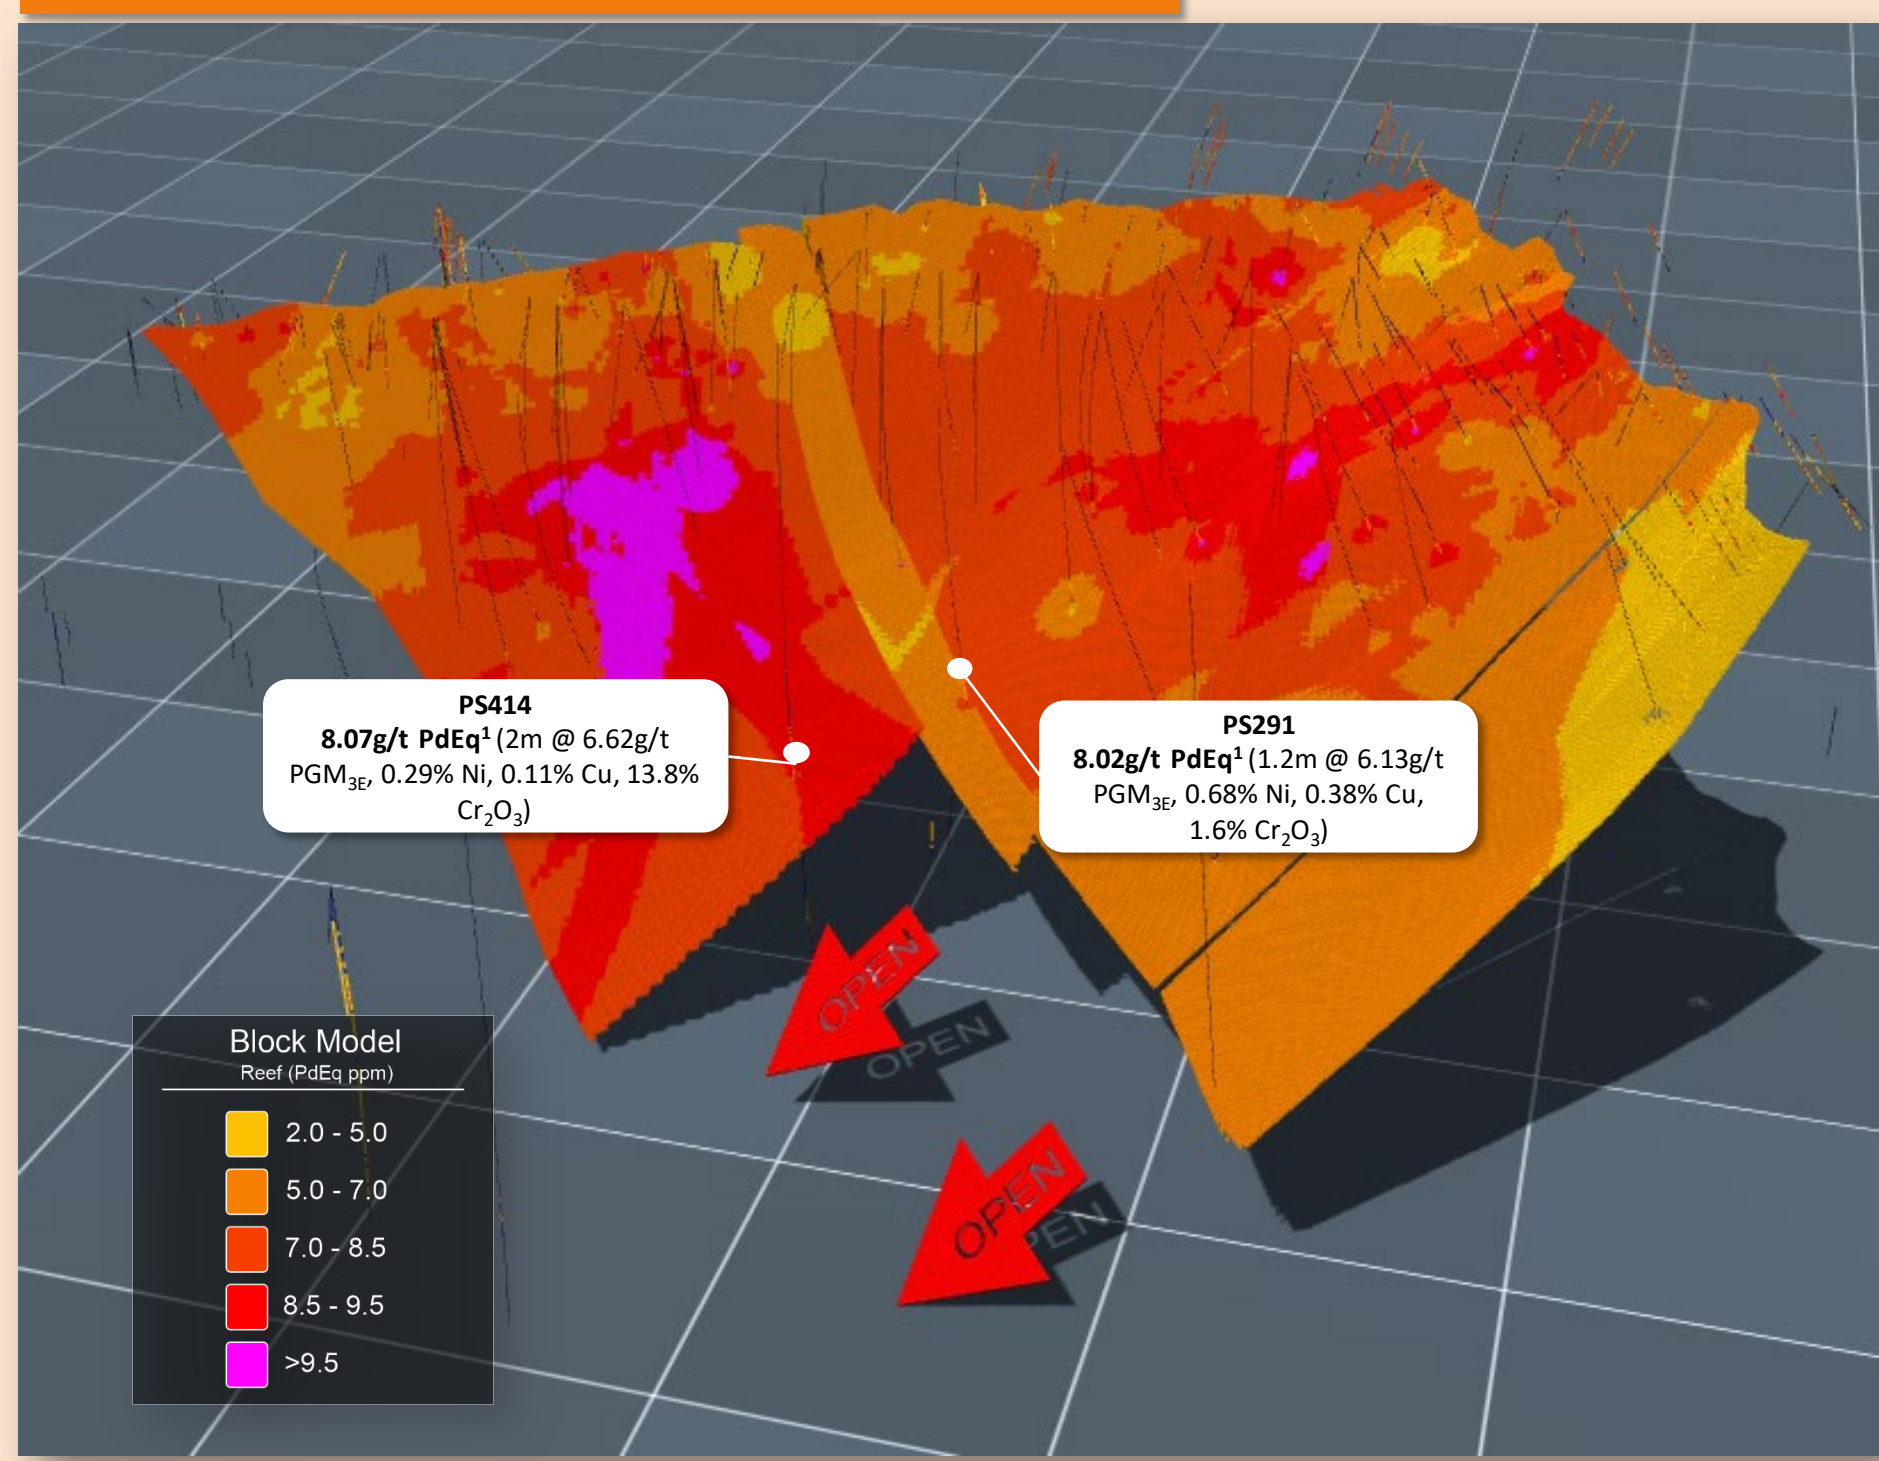 PS414
8.07g/t PdEq¹ (2m @ 6.62g/t
PGM₃E, 0.29% Ni, 0.11% Cu, 13.8%
Cr₂O₃)
PS291
8.02g/t PdEq¹ (1.2m @ 6.13g/t
PGM₃E, 0.68% Ni, 0.38% Cu,
1.6% Cr₂O₃)
OPEN
OPEN
OPEN
PEN
Block Model
Reef (PdEq ppm)
2.0 - 5.0
5.0 - 7.0
7.0 - 8.5
8.5 - 9.5
>9.5